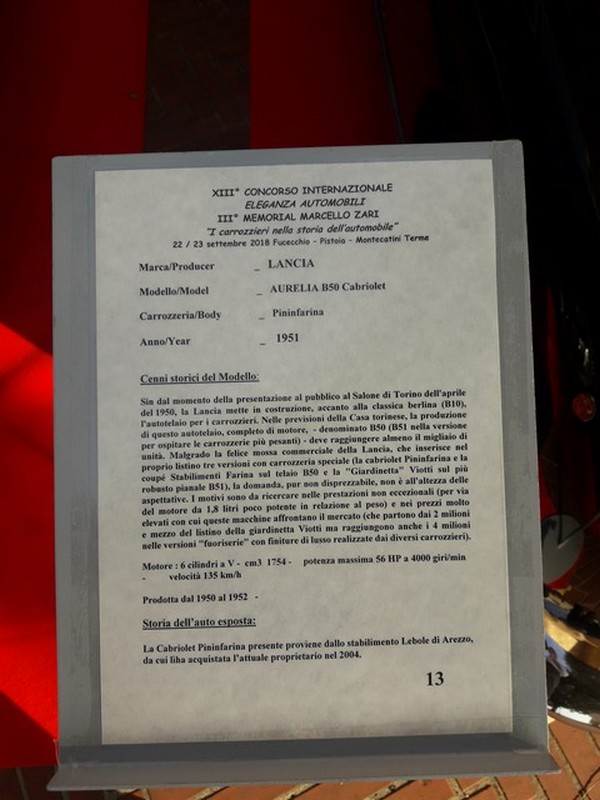 XIII° CONCORSO INTERNAZIONALE
ELEGANZA AUTOMOBILI
III° MEMORIAL MARCELLO ZARI
"I carrozzieri nella storia dell'automobile"
22 / 23 settembre 2018 Fucecchio - Pistoia - Montecatini Terme
Marca/Producer _ LANCIA
Modello/Model _ AURELIA B50 Cabriolet
Carrozzeria/Body _ Pininfarina
Anno/Year _ 1951
Cenni storici del Modello:
Sin dal momento della presentazione al pubblico al Salone di Torino dell'aprile
del 1950, la Lancia mette in costruzione, accanto alla classica berlina (B10),
l'autotelaio per i carrozzieri. Nelle previsioni della Casa torinese, la produzione
di questo autotelaio, completo di motore, - denominato B50 (B51 nella versione
per ospitare le carrozzerie più pesanti) - deve raggiungere almeno il migliaio di
unità. Malgrado la felice mossa commerciale della Lancia, che inserisce nel
proprio listino tre versioni con carrozzeria speciale (la cabriolet Pininfarina e la
coupé Stabilimenti Farina sul telaio B50 e la "Giardinetta" Viotti sul più
robusto pianale B51), la domanda, pur non disprezzabile, non è all'altezza delle
aspettative. I motivi sono da ricercare nelle prestazioni non eccezionali (per via
del motore da 1,8 litri poco potente in relazione al peso) e nei prezzi molto
elevati con cui queste macchine affrontano il mercato (che partono dai 2 milioni
e mezzo del listino della giardinetta Viotti ma raggiungono anche i 4 milioni
nelle versioni "fuoriserie" con finiture di lusso realizzate dai diversi carrozzieri).
Motore : 6 cilindri a V - cm3 1754 - potenza massima 56 HP a 4000 giri/min
- velocità 135 km/h
Prodotta dal 1950 al 1952 -
Storia dell'auto esposta:
La Cabriolet Pininfarina presente proviene dallo stabilimento Lebole di Arezzo,
da cui liha acquistata l'attuale proprietario nel 2004.
13